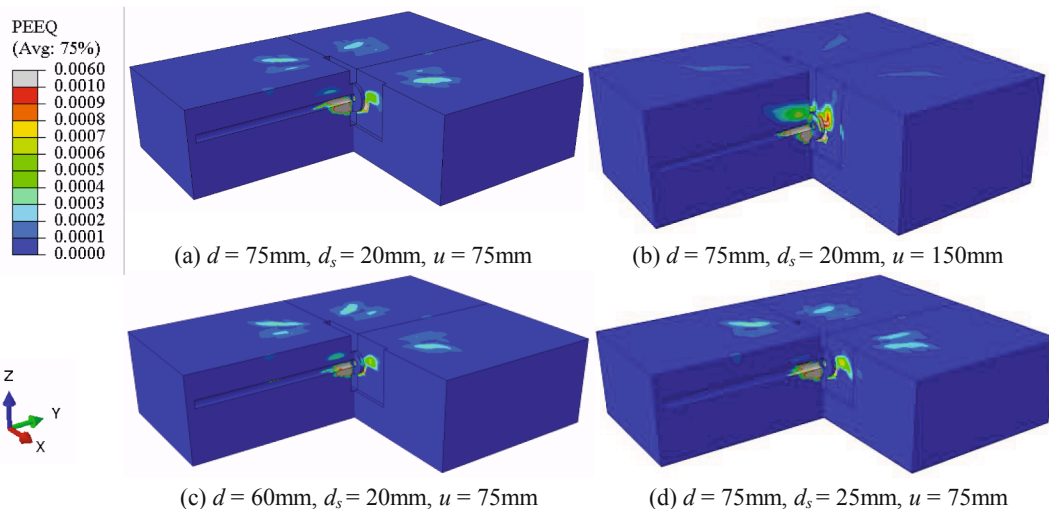 PEEQ
(Avg: 75%)
0.0060
0.0010
0.0009
0.0008
0.0007
0.0006
0.0005
0.0004
0.0003
0.0002
0.0001
0.0000
(a) d = 75mm, dₛ = 20mm, u = 75mm
(b) d = 75mm, dₛ = 20mm, u = 150mm
Z
Y
X
(c) d = 60mm, dₛ = 20mm, u = 75mm
(d) d = 75mm, dₛ = 25mm, u = 75mm